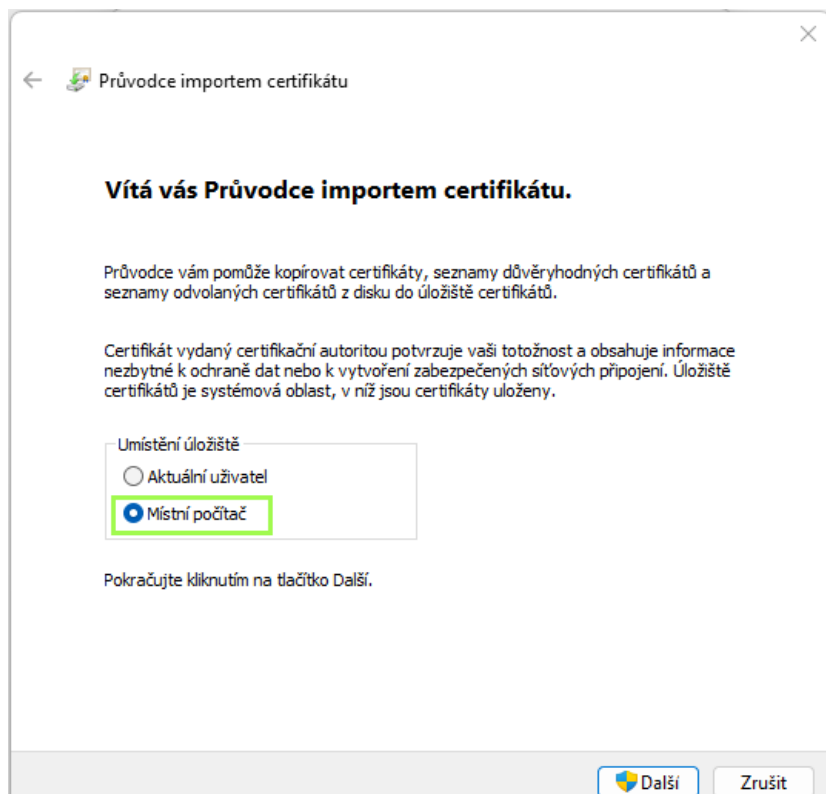 Průvodce importem certifikátu
Vítá vás Průvodce importem certifikátu.
Průvodce vám pomůže kopírovat certifikáty, seznamy důvěryhodných certifikátů a
seznamy odvolaných certifikátů z disku do úložiště certifikátů.
Certifikát vydaný certifikační autoritou potvrzuje vaši totožnost a obsahuje informace
nezbytné k ochraně dat nebo k vytvoření zabezpečených síťových připojení. Úložiště
certifikátů je systémová oblast, v níž jsou certifikáty uloženy.
Umístění úložiště
Aktuální uživatel
Místní počítač
Pokračujte kliknutím na tlačítko Další.
Další Zrušit